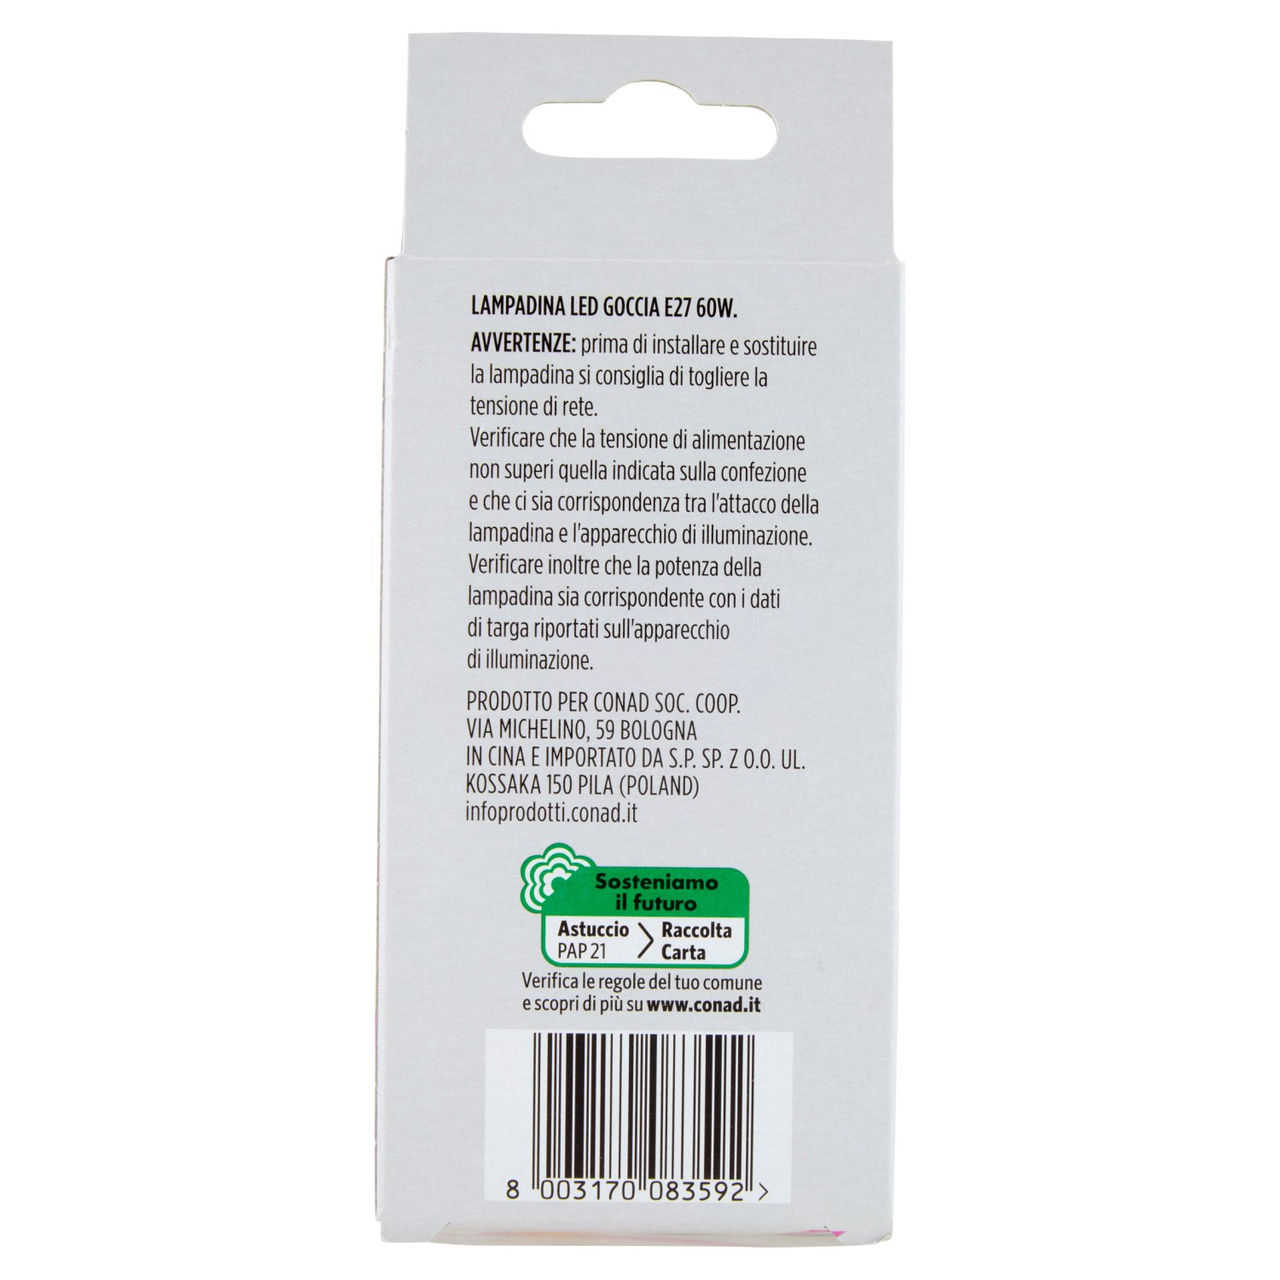 LAMPADINA LED GOCCIA E27 60W.
AVVERTENZE: prima di installare e sostituire
la lampadina si consiglia di togliere la
tensione di rete.
Verificare che la tensione di alimentazione
non superi quella indicata sulla confezione
e che ci sia corrispondenza tra l'attacco della
lampadina e l'apparecchio di illuminazione.
Verificare inoltre che la potenza della
lampadina sia corrispondente con i dati
di targa riportati sull'apparecchio
di illuminazione.
PRODOTTO PER CONAD SOC. COOP.
VIA MICHELINO, 59 BOLOGNA
IN CINA E IMPORTATO DA S.P. SP. Z O.O. UL.
KOSSAKA 150 PILA (POLAND)
infoprodotti.conad.it
Sosteniamo
il futuro
Astuccio > Raccolta
PAP 21 Carta
Verifica le regole del tuo comune
e scopri di più su www.conad.it
8 003170 083592 >